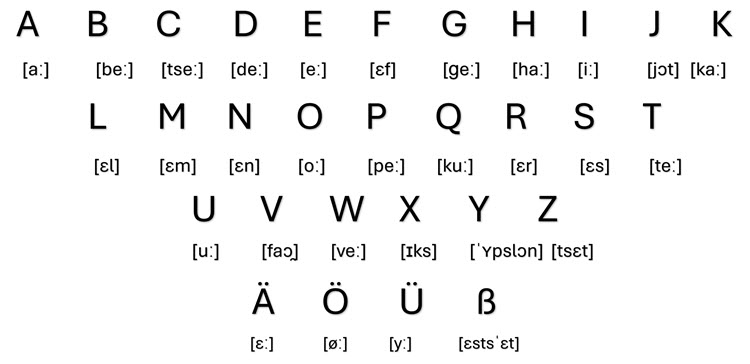 A B C D E F G H I J K
[aː] [beː] [tseː] [deː] [eː] [ɛf] [ɡeː] [haː] [iː] [jɔt] [kaː]
L M N O P Q R S T
[ɛl] [ɛm] [ɛn] [oː] [peː] [kuː] [ɛr] [ɛs] [teː]
U V W X Y Z
[uː] [faɔ̯] [veː] [ɪks] [ˈʏpslɔn] [tsɛt]
Ä Ö Ü ß
[ɛː] [øː] [yː] [ɛstsˈɛt]